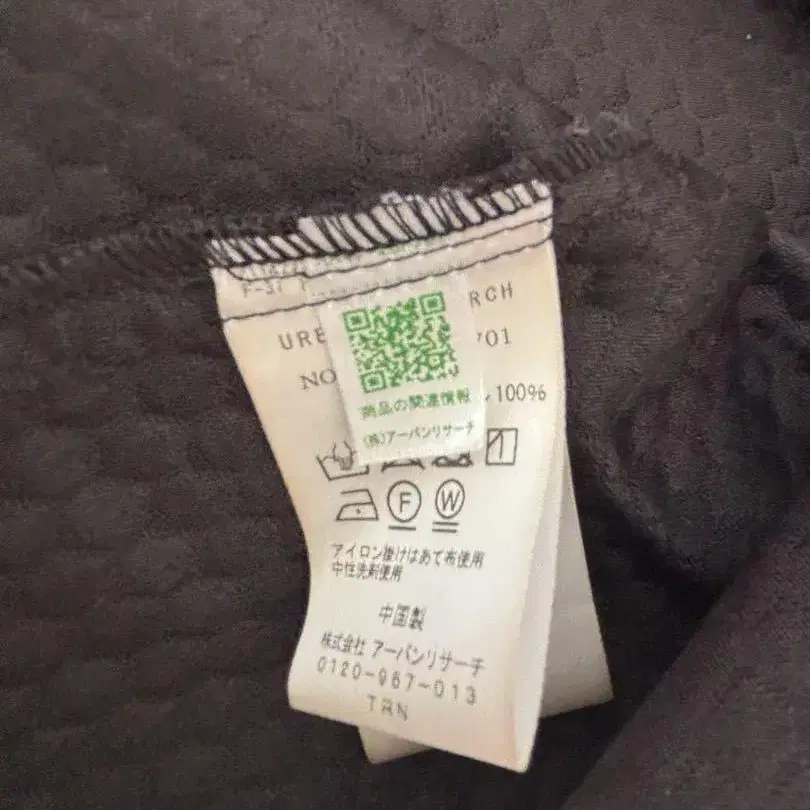 F-37
URB RCH
NO 701
商品の関連情報
(株)アーバンリサーチ
100%
F W
アイロン掛けはあて布使用
中性洗剤使用
中国製
株式会社 アーバンリサーチ
0120-967-013
TRN